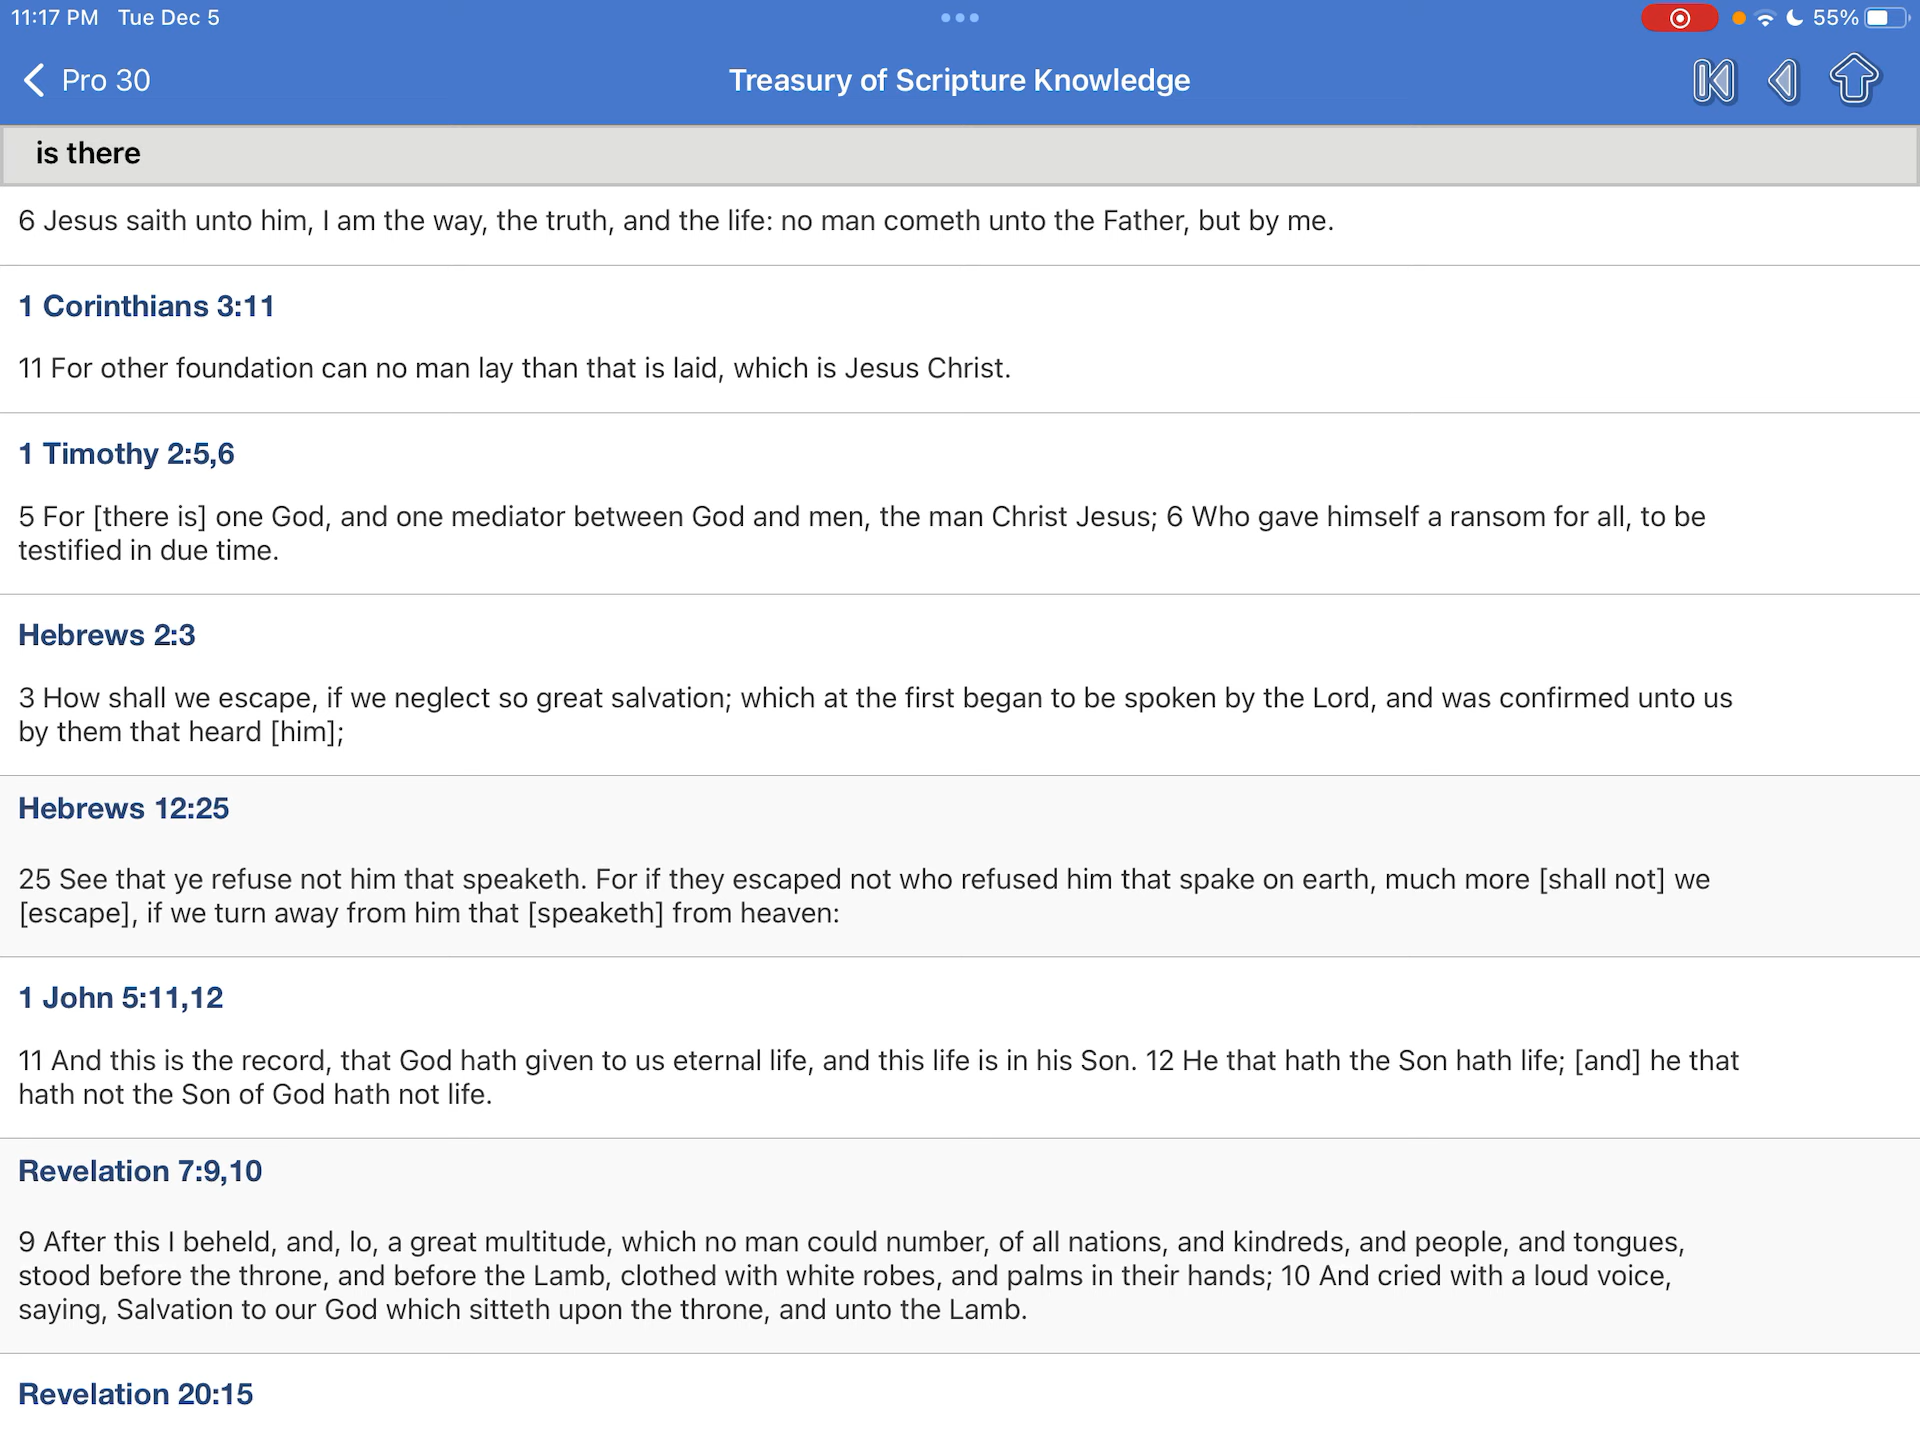 11:17 PM Tue Dec 5
55%
Pro 30
Treasury of Scripture Knowledge
is there
6 Jesus saith unto him, I am the way, the truth, and the life: no man cometh unto the Father, but by me.
1 Corinthians 3:11
11 For other foundation can no man lay than that is laid, which is Jesus Christ.
1 Timothy 2:5,6
5 For [there is] one God, and one mediator between God and men, the man Christ Jesus; 6 Who gave himself a ransom for all, to be
testified in due time.
Hebrews 2:3
3 How shall we escape, if we neglect so great salvation; which at the first began to be spoken by the Lord, and was confirmed unto us
by them that heard [him];
Hebrews 12:25
25 See that ye refuse not him that speaketh. For if they escaped not who refused him that spake on earth, much more [shall not] we
[escape], if we turn away from him that [speaketh] from heaven:
1 John 5:11,12
11 And this is the record, that God hath given to us eternal life, and this life is in his Son. 12 He that hath the Son hath life; [and] he that
hath not the Son of God hath not life.
Revelation 7:9,10
9 After this I beheld, and, lo, a great multitude, which no man could number, of all nations, and kindreds, and people, and tongues,
stood before the throne, and before the Lamb, clothed with white robes, and palms in their hands; 10 And cried with a loud voice,
saying, Salvation to our God which sitteth upon the throne, and unto the Lamb.
Revelation 20:15